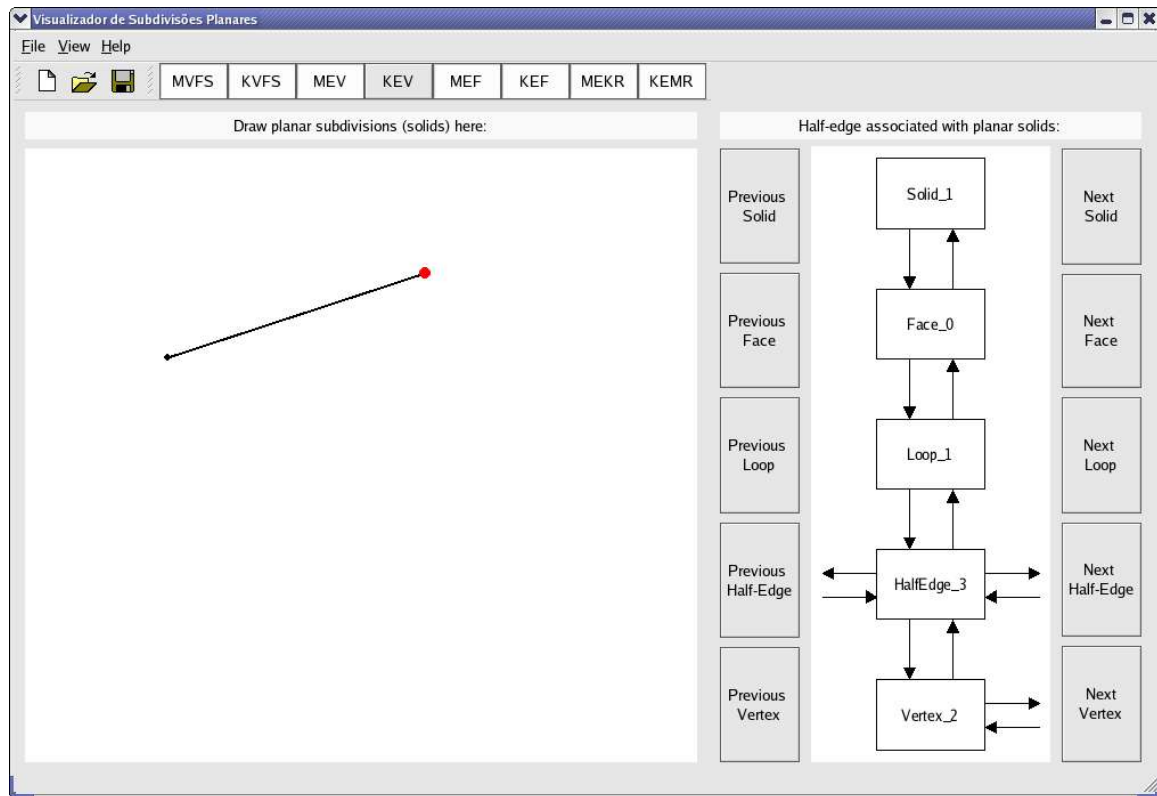 Visualizador de Subdivisões Planares
File View Help
MVFS KVFS MEV KEV MEF KEF MEKR KEMR
Draw planar subdivisions (solids) here:
Half-edge associated with planar solids:
Previous
Solid
Solid_1
Next
Solid
Previous
Face
Face_0
Next
Face
Previous
Loop
Loop_1
Next
Loop
Previous
Half-Edge
HalfEdge_3
Next
Half-Edge
Previous
Vertex
Vertex_2
Next
Vertex